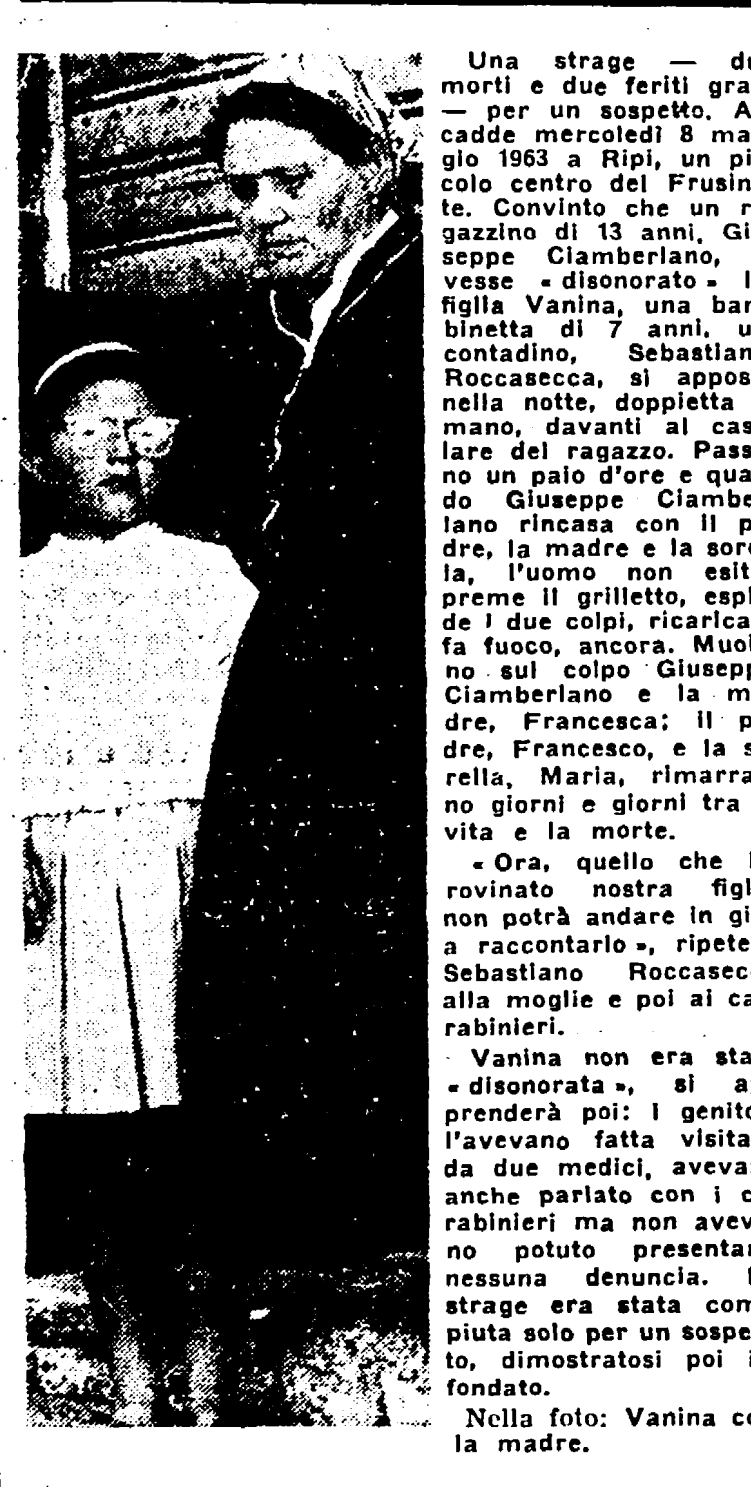 Una strage — du
morti e due feriti gra
— per un sospetto. A
cadde mercoledì 8 ma
gio 1963 a Ripi, un pi
colo centro del Frusin
te. Convinto che un r
gazzino di 13 anni, Gi
seppe Ciamberlano,
vesse « disonorato » l
figlia Vanina, una bam
binetta di 7 anni, u
contadino, Sebastian
Roccasecca, si appos
nella notte, doppietta
mano, davanti al cas
lare del ragazzo. Pass
no un paio d'ore e qua
do Giuseppe Ciambe
lano rincasa con il p
dre, la madre e la sore
la, l'uomo non esit
preme il grilletto, espl
de i due colpi, ricarica
fa fuoco, ancora. Muoi
no sul colpo Giusepp
Ciamberlano e la m
dre, Francesca; il p
dre, Francesco, e la s
rella, Maria, rimarra
no giorni e giorni tra
vita e la morte.
« Ora, quello che
rovinato nostra figl
non potrà andare in gi
a raccontarlo », ripete
Sebastiano Roccasec
alla moglie e poi ai ca
rabinieri.
Vanina non era sta
« disonorata », si a
prenderà poi: i genito
l'avevano fatta visita
da due medici, aveva
anche parlato con i c
rabinieri ma non avev
no potuto presentar
nessuna denuncia.
strage era stata com
piuta solo per un sospe
to, dimostratosi poi i
fondato.
Nella foto: Vanina co
la madre.